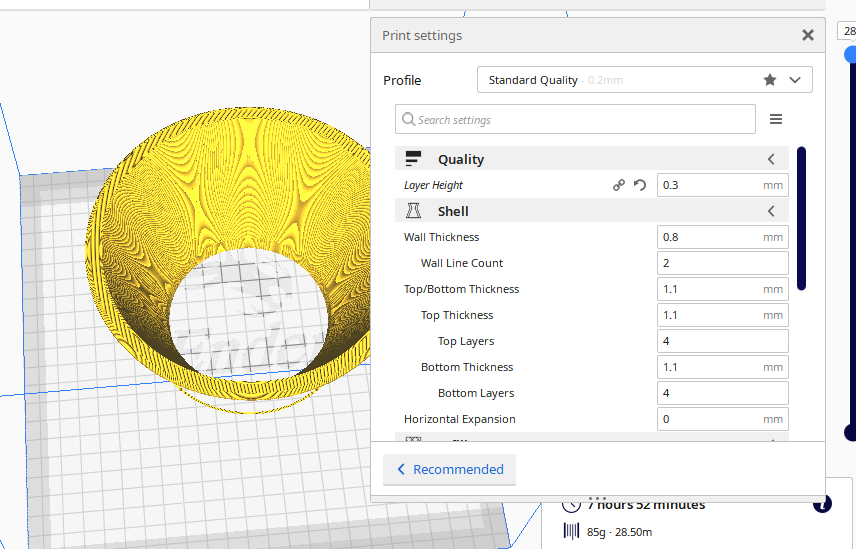 Print settings
28
Profile
Standard Quality - 0.2mm
Search settings
Quality
Layer Height 0.3 mm
Shell
Wall Thickness 0.8 mm
Wall Line Count 2
Top/Bottom Thickness 1.1 mm
Top Thickness 1.1 mm
Top Layers 4
Bottom Thickness 1.1 mm
Bottom Layers 4
Horizontal Expansion 0 mm
Recommended
7 hours 52 minutes
i
85g · 28.50m